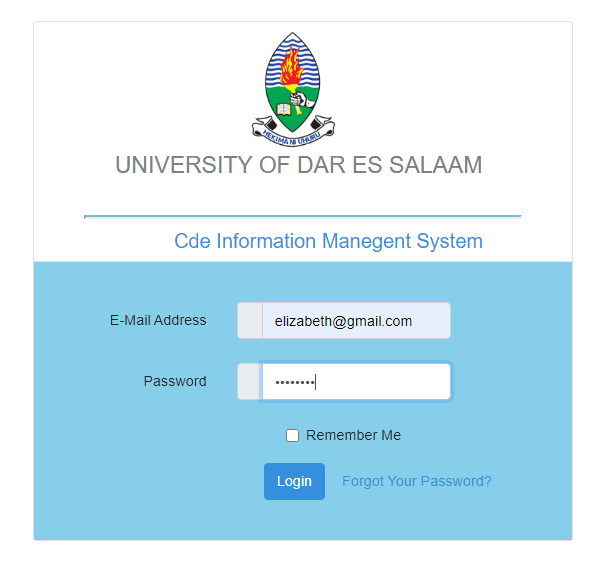 HEKIMA NI UHURU
UNIVERSITY OF DAR ES SALAAM
Cde Information Manegent System
E-Mail Address
elizabeth@gmail.com
Password
••••••••
Remember Me
Login Forgot Your Password?